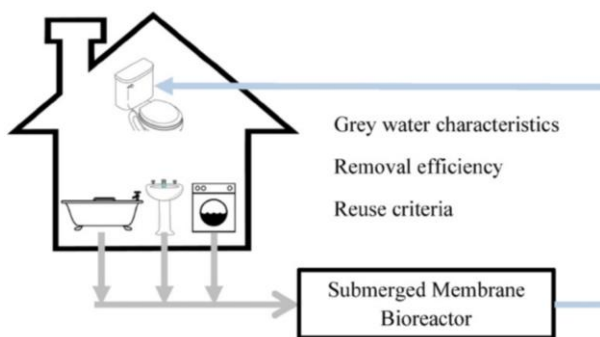 Grey water characteristics
Removal efficiency
Reuse criteria
Submerged Membrane
Bioreactor